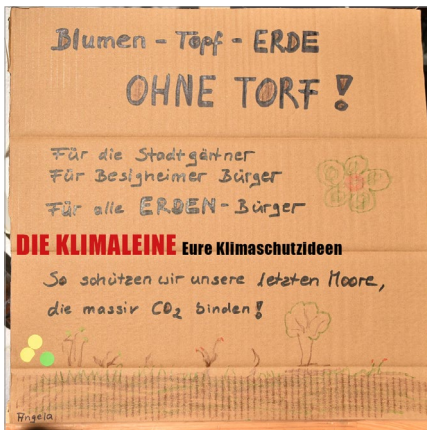 Blumen - Topf - ERDE
OHNE TORF!
Für die Stadtgärtner
Für Besigheimer Bürger
Für alle ERDEN - Bürger
DIE KLIMALEINE Eure Klimaschutzideen
So schützen wir unsere letzten Moore,
die massiv CO₂ binden!
Angela